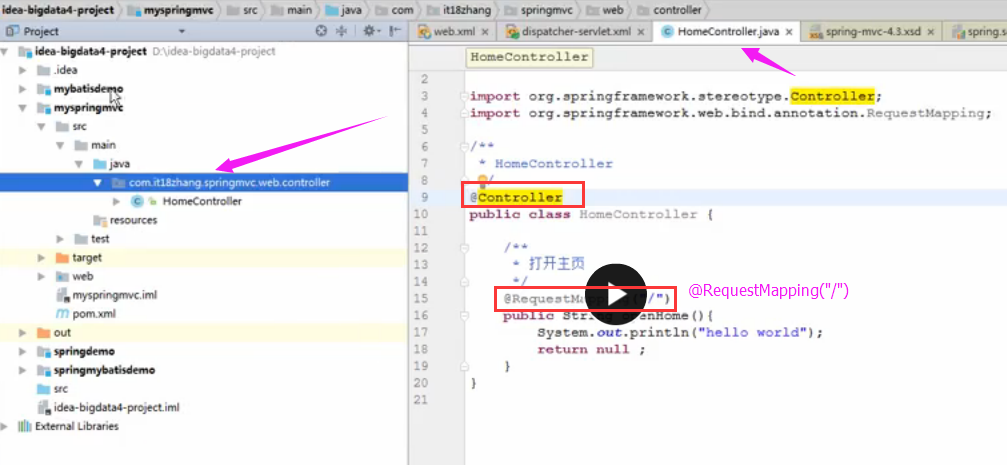 idea-bigdata4-project myspringmvc src main java com it18zhang springmvc web controller
Project
web.xml dispatcher-servlet.xml HomeController.java spring-mvc-4.3.xsd spring.s
idea-bigdata4-project D:\idea-bigdata4-project
.idea
mybatisdemo
myspringmvc
src
main
java
com.it18zhang.springmvc.web.controller
HomeController
resources
test
target
web
myspringmvc.iml
pom.xml
out
springdemo
springmybatisdemo
src
idea-bigdata4-project.iml
External Libraries
HomeController
2
3 import org.springframework.stereotype.Controller;
4 import org.springframework.web.bind.annotation.RequestMapping;
5
6 /**
7 * HomeController
8 */
9 @Controller
10 public class HomeController {
11
12 /**
13 * 打开主页
14 */
15 @RequestM "/")
@RequestMapping("/")
16 public String enHome(){
17 System.out.println("hello world");
18 return null ;
19 }
20 }
21